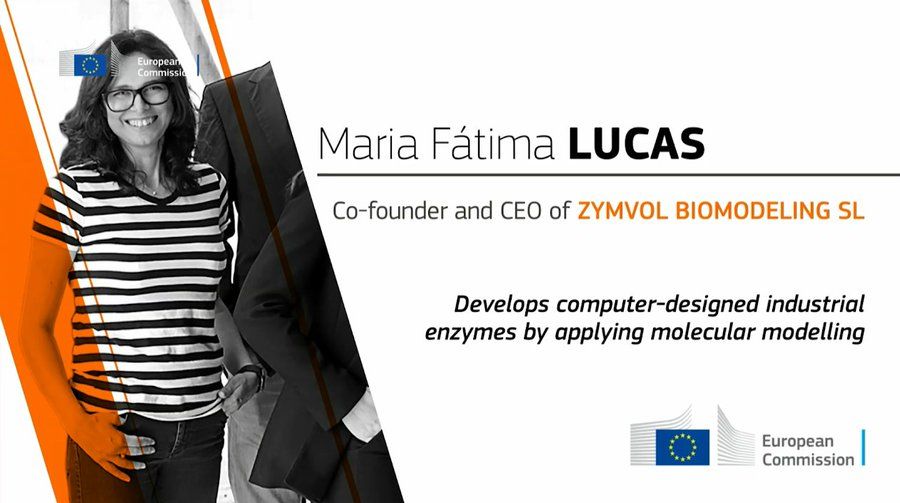 European
Commission
Maria Fátima LUCAS
Co-founder and CEO of ZYMVOL BIOMODELING SL
Develops computer-designed industrial
enzymes by applying molecular modelling
European
Commission